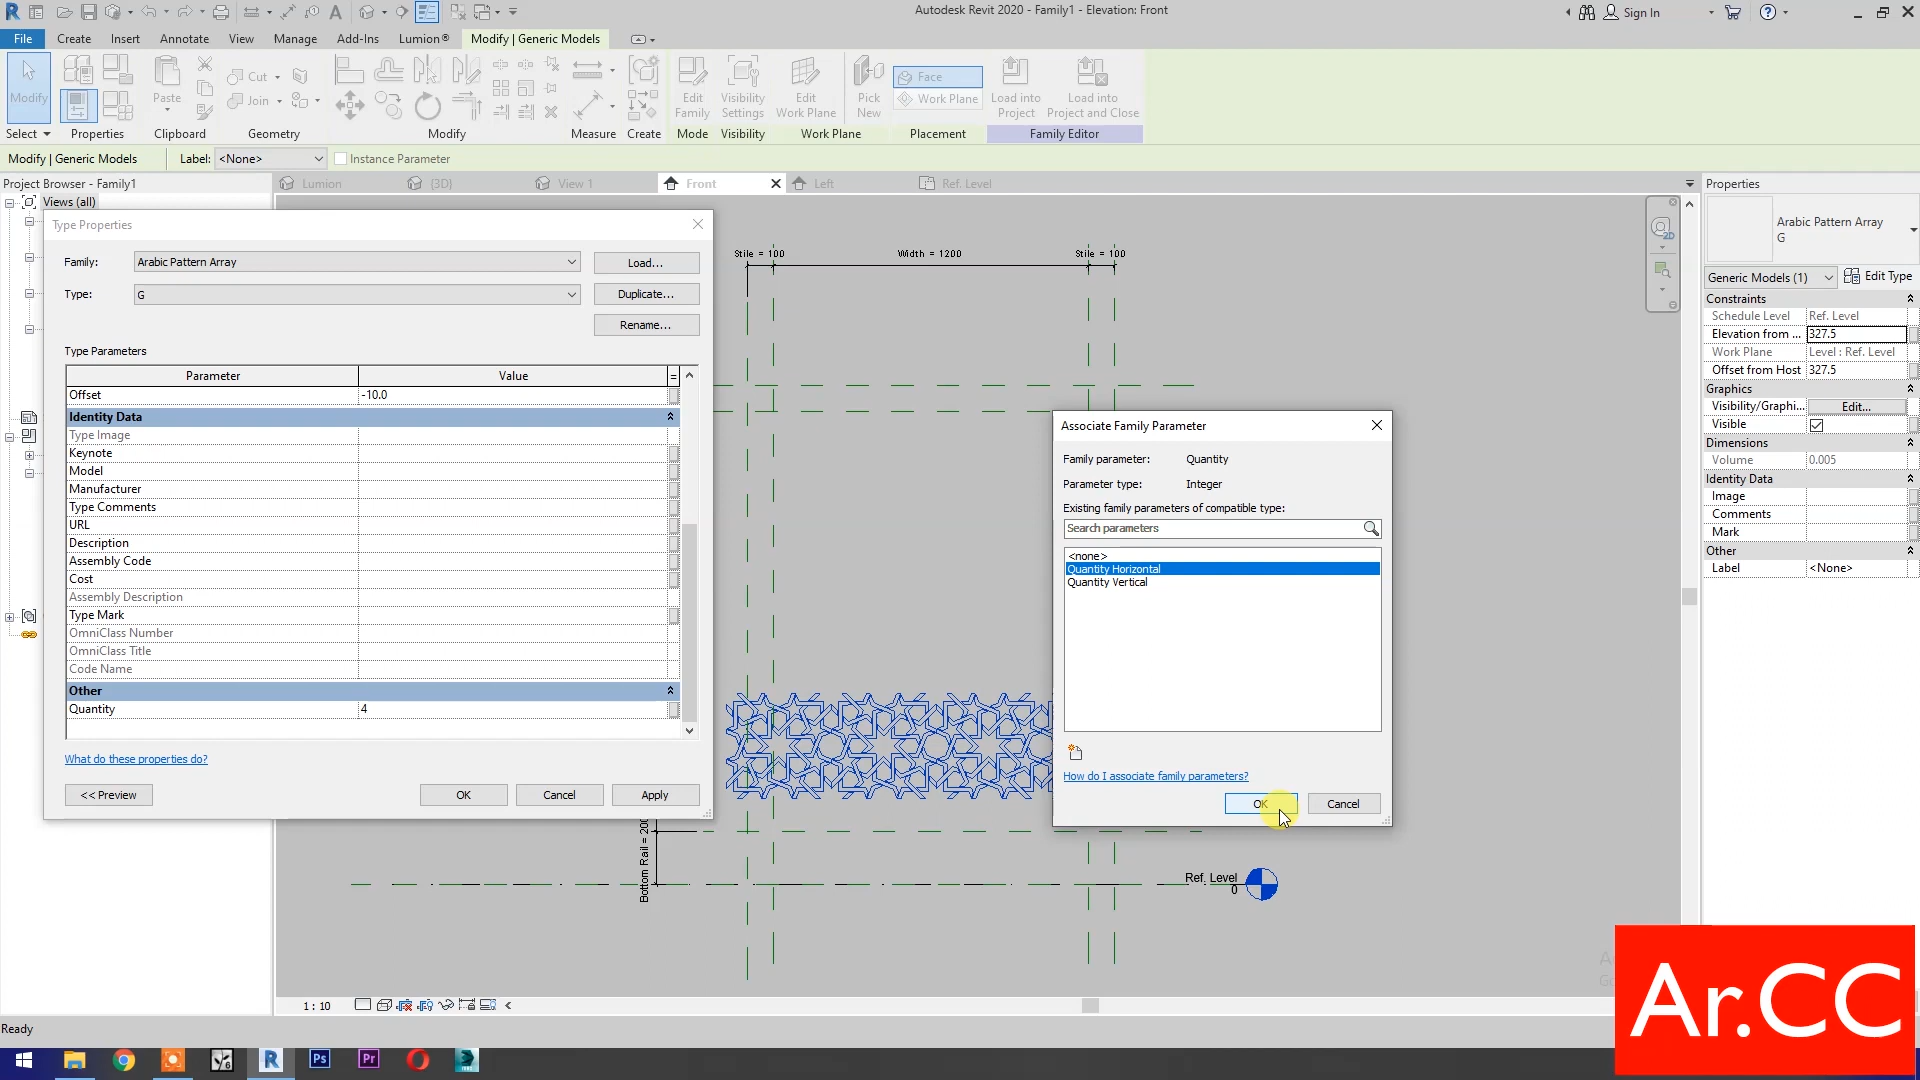 Autodesk Revit 2020 - Family1 - Elevation: Front
Sign In
File Create Insert Annotate View Manage Add-Ins Lumion® Modify | Generic Models
Modify
Paste
Cut
Join
Edit Family
Visibility Settings
Edit Work Plane
Pick New
Face
Work Plane
Load into Project
Load into Project and Close
Select Properties Clipboard Geometry Modify Measure Create Mode Visibility Work Plane Placement Family Editor
Modify | Generic Models Label: <None> Instance Parameter
Project Browser - Family1
Views (all)
Lumion {3D} View 1 Front Left Ref. Level
Type Properties
Family: Arabic Pattern Array Load...
Type: G Duplicate...
Rename...
Type Parameters
Parameter Value =
Offset -10.0
Identity Data
Type Image
Keynote
Model
Manufacturer
Type Comments
URL
Description
Assembly Code
Cost
Assembly Description
Type Mark
OmniClass Number
OmniClass Title
Code Name
Other
Quantity 4
What do these properties do?
<< Preview OK Cancel Apply
Stile = 100 Width = 1200 Stile = 100
Bottom Rail = 200
Ref. Level
0
Associate Family Parameter
Family parameter: Quantity
Parameter type: Integer
Existing family parameters of compatible type:
Search parameters
<none>
Quantity Horizontal
Quantity Vertical
How do I associate family parameters?
OK Cancel
Properties
Arabic Pattern Array
G
Generic Models (1) Edit Type
Constraints
Schedule Level Ref. Level
Elevation from ... 327.5
Work Plane Level : Ref. Level
Offset from Host 327.5
Graphics
Visibility/Graphi... Edit...
Visible
Dimensions
Volume 0.005
Identity Data
Image
Comments
Mark
Other
Label <None>
1 : 10
Ready
Ps Pr
Ar.CC